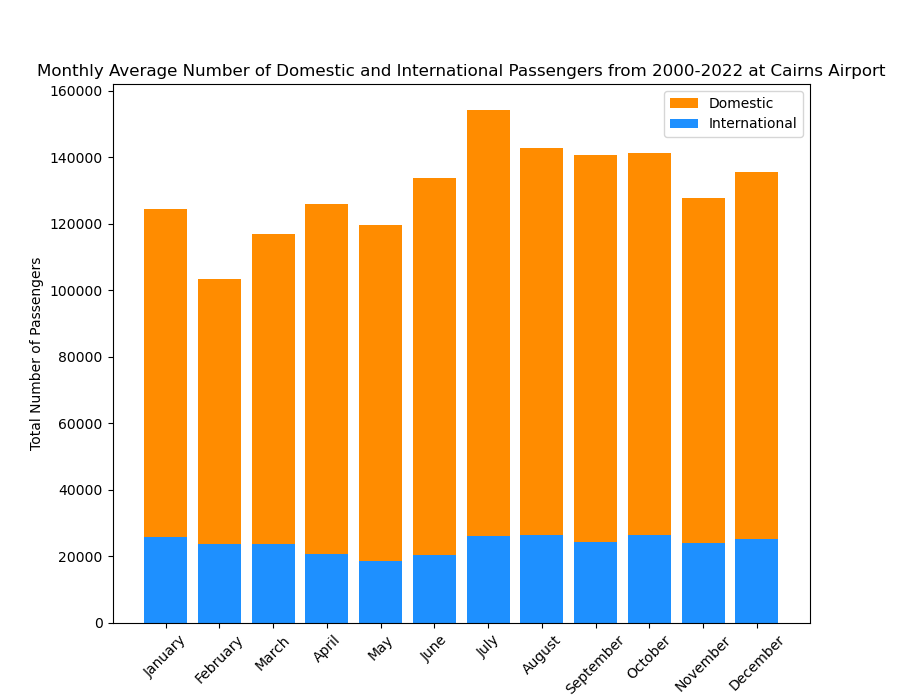 Monthly Average Number of Domestic and International Passengers from 2000-2022 at Cairns Airport
Domestic
International
Total Number of Passengers
160000
140000
120000
100000
80000
60000
40000
20000
0
January
February
March
April
May
June
July
August
September
October
November
December